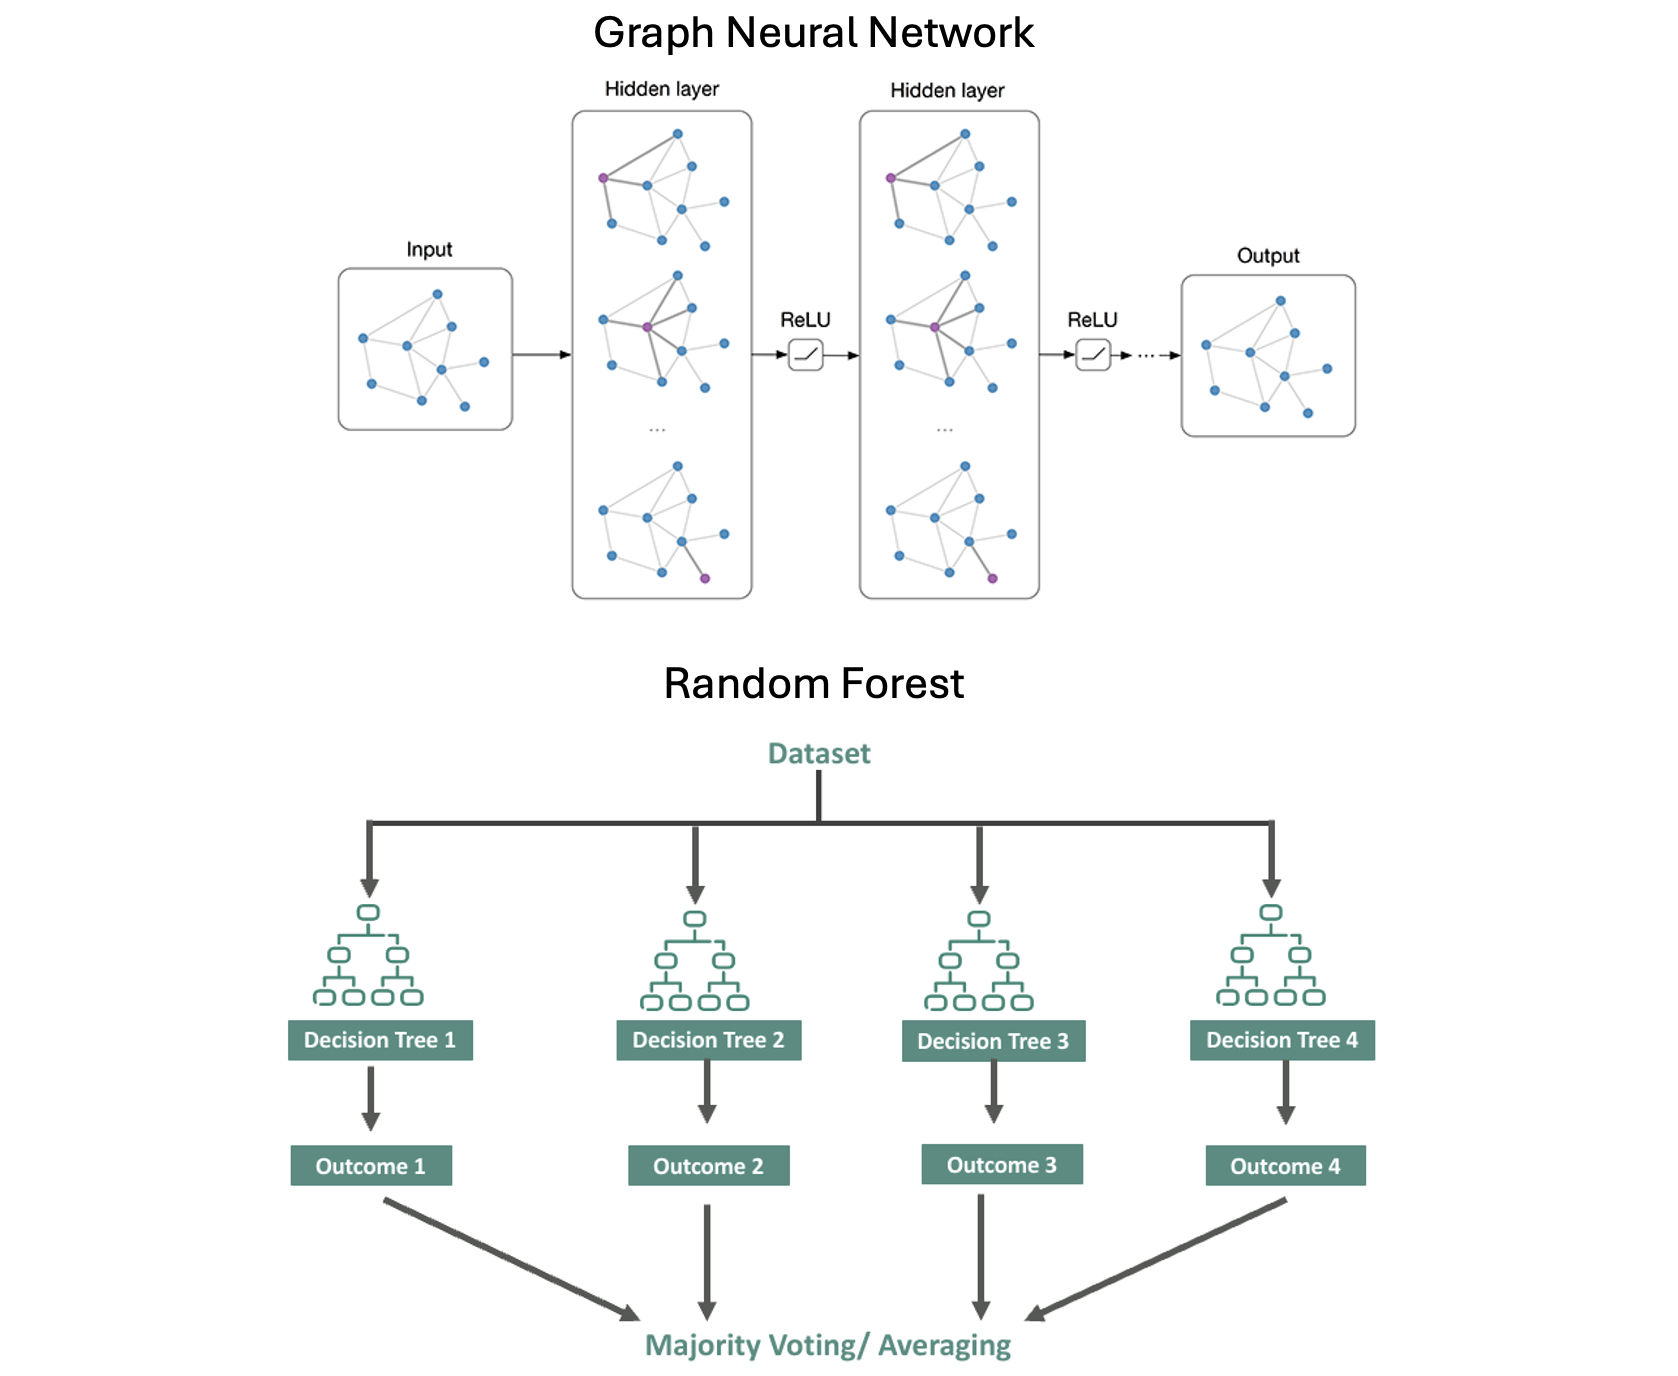 Graph Neural Network
Hidden layer
Hidden layer
Input
Output
ReLU
ReLU
...
...
...
Random Forest
Dataset
Decision Tree 1
Decision Tree 2
Decision Tree 3
Decision Tree 4
Outcome 1
Outcome 2
Outcome 3
Outcome 4
Majority Voting/ Averaging